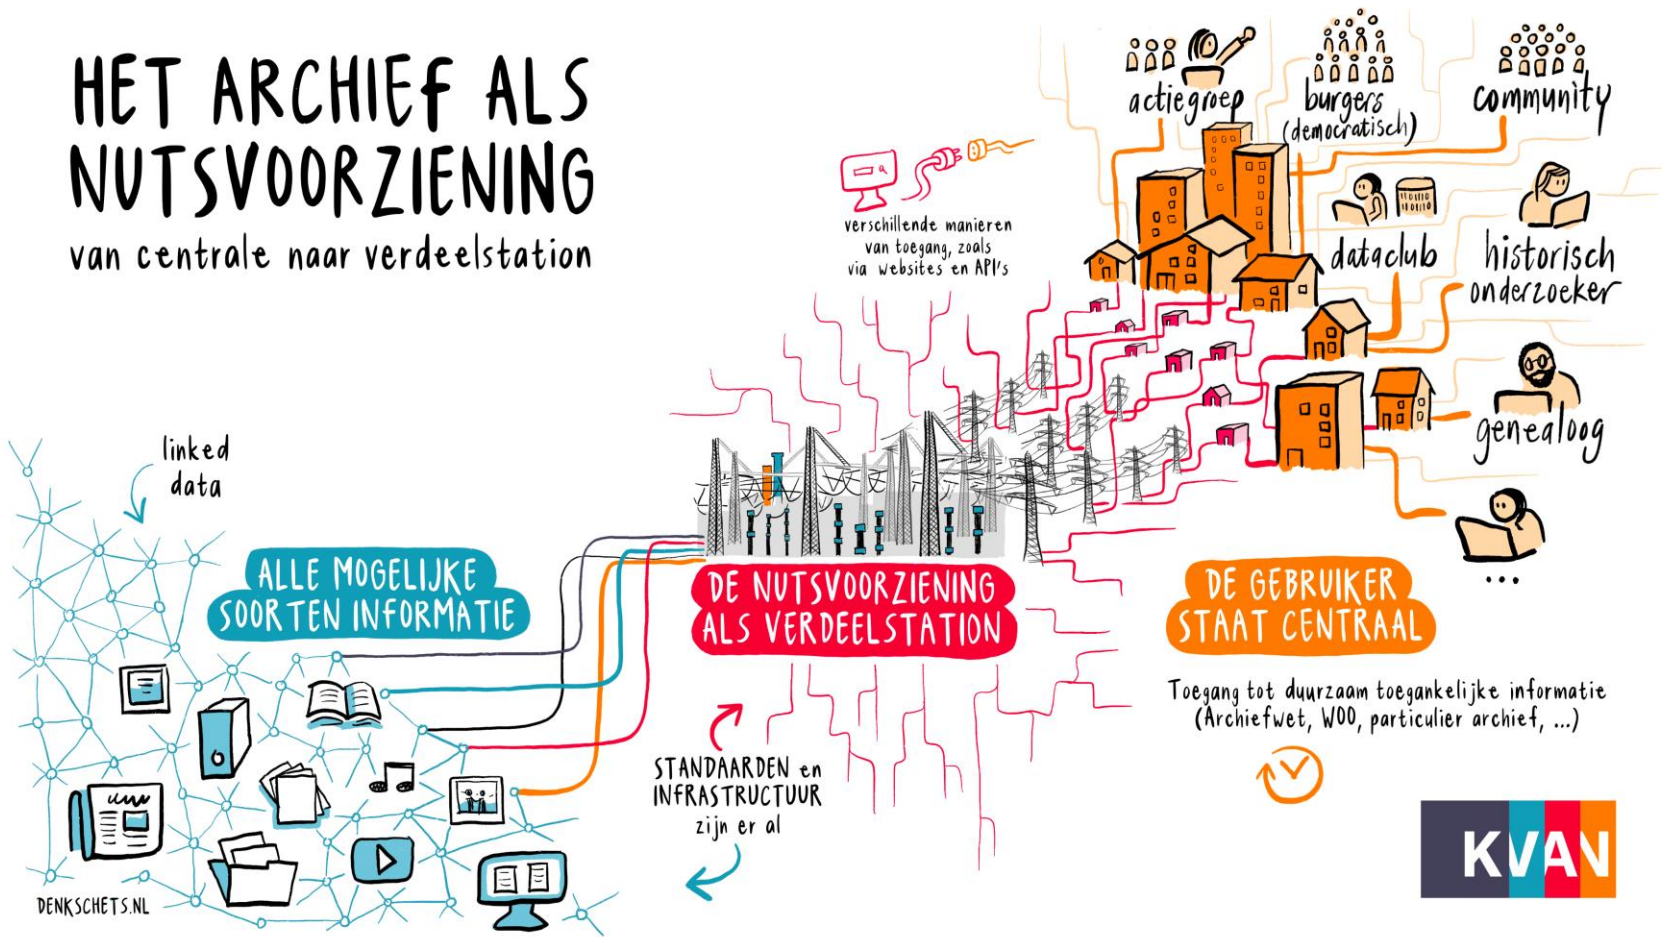 HET ARCHIEF ALS
NUTSVOORZIENING
van centrale naar verdeelstation
linked
data
ALLE MOGELIJKE
SOORTEN INFORMATIE
DENKSCHETS.NL
verschillende manieren
van toegang, zoals
via websites en API's
DE NUTSVOORZIENING
ALS VERDEELSTATION
STANDAARDEN en
INFRASTRUCTUUR
zijn er al
actiegroep
burgers
(democratisch)
community
dataclub
historisch
onderzoeker
genealoog
...
DE GEBRUIKER
STAAT CENTRAAL
Toegang tot duurzaam toegankelijke informatie
(Archiefwet, WOO, particulier archief, ...)
KVAN